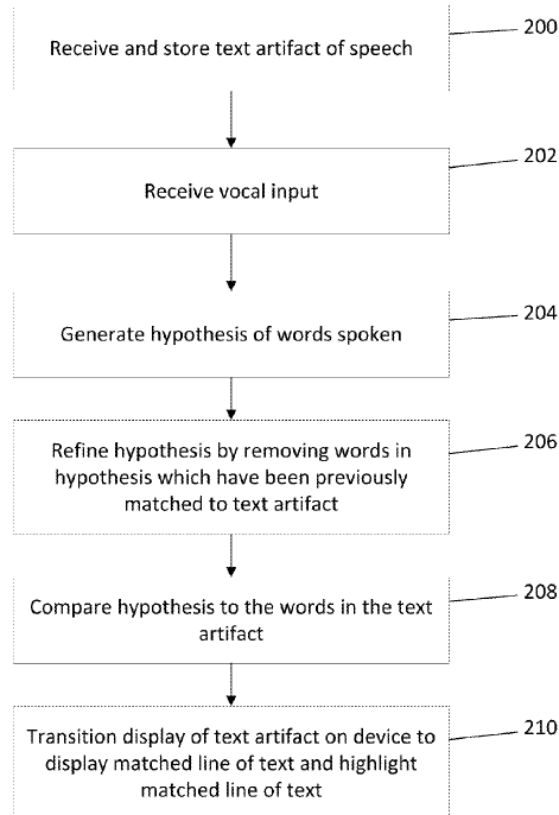 Receive and store text artifact of speech
200
Receive vocal input
202
Generate hypothesis of words spoken
204
Refine hypothesis by removing words in
hypothesis which have been previously
matched to text artifact
206
Compare hypothesis to the words in the text
artifact
208
Transition display of text artifact on device to
display matched line of text and highlight
matched line of text
210